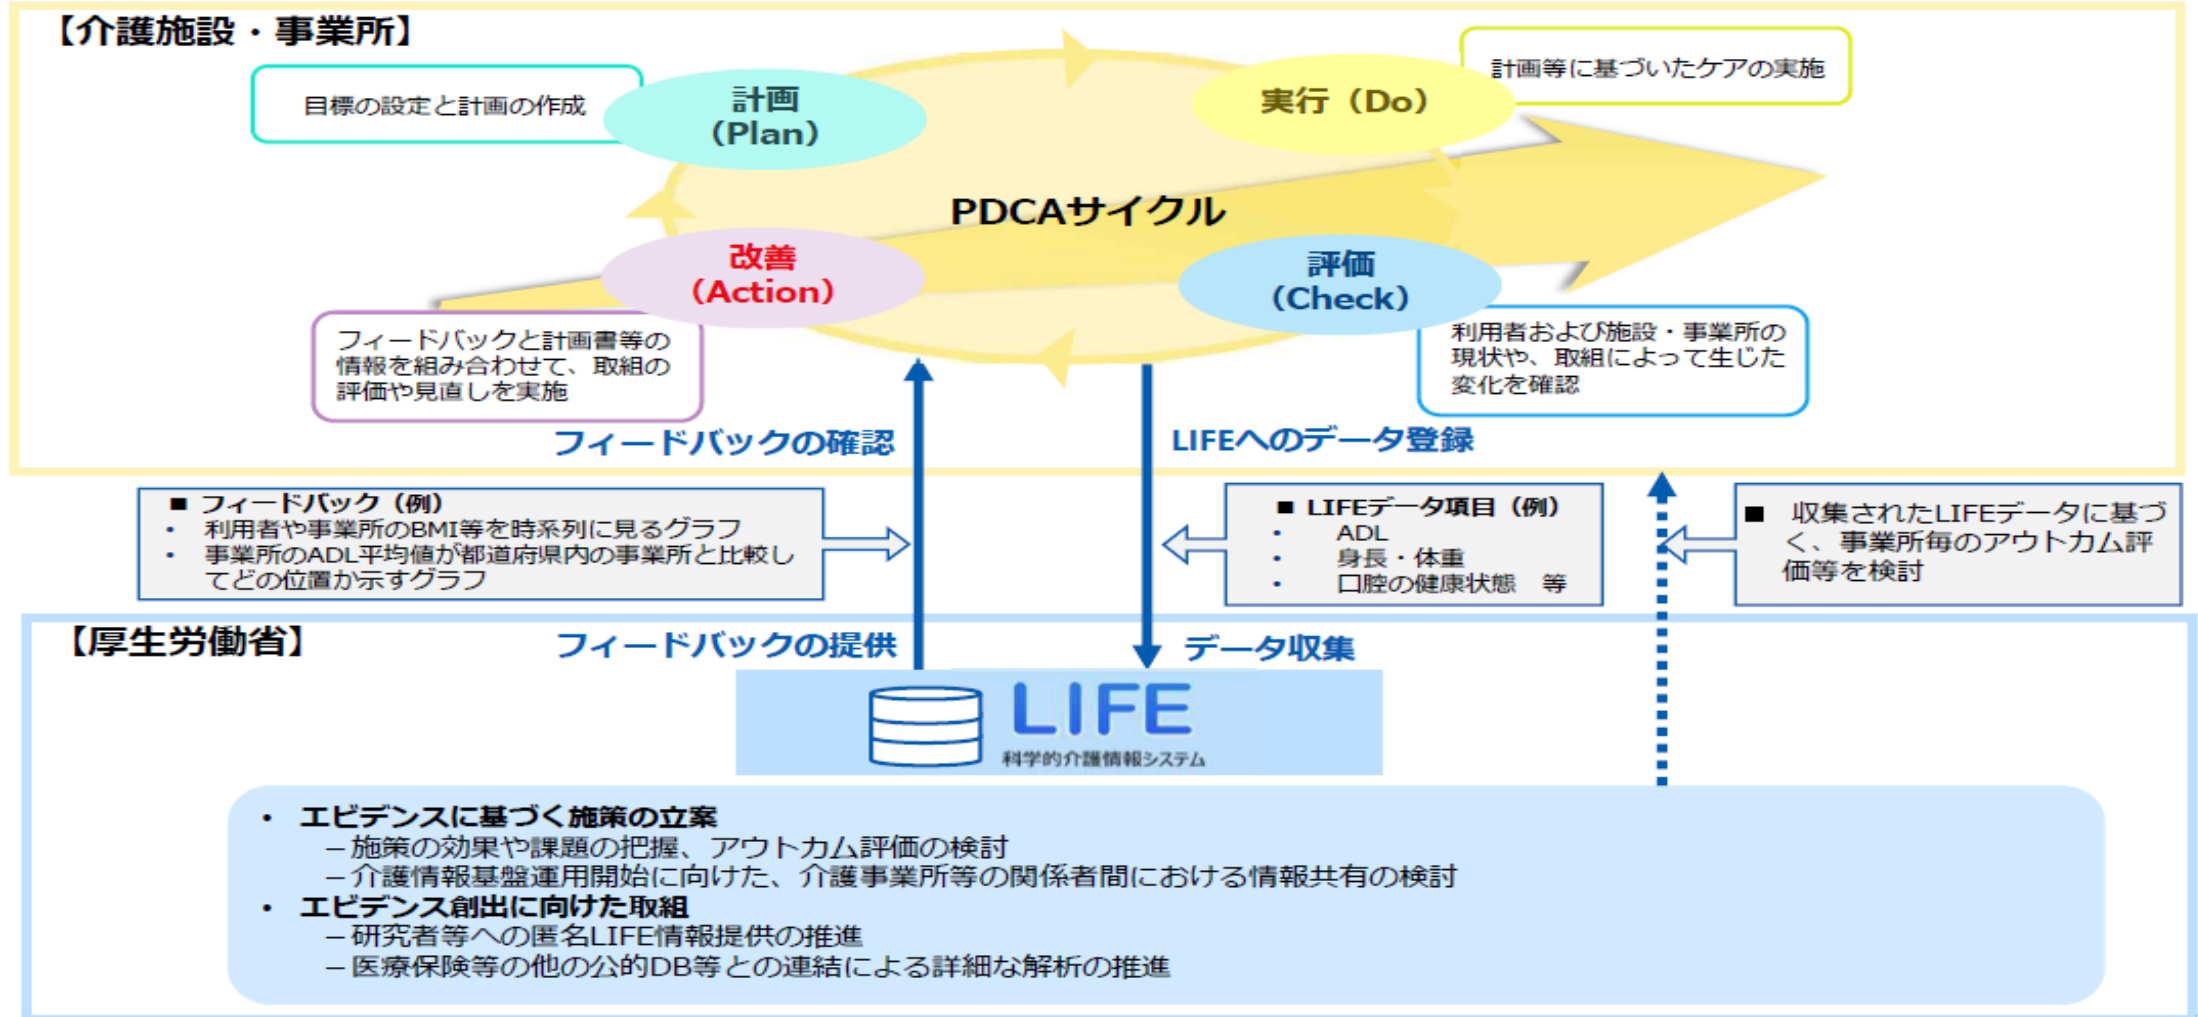 【介護施設・事業所】
目標の設定と計画の作成
計画
（Plan）
実行（Do）
計画等に基づいたケアの実施
PDCAサイクル
改善
（Action）
評価
（Check）
フィードバックと計画書等の
情報を組み合わせて、取組の
評価や見直しを実施
利用者および施設・事業所の
現状や、取組によって生じた
変化を確認
フィードバックの確認
LIFEへのデータ登録
■ フィードバック（例）
• 利用者や事業所のBMI等を時系列に見るグラフ
• 事業所のADL平均値が都道府県内の事業所と比較し
てどの位置か示すグラフ
■ LIFEデータ項目（例）
• ADL
• 身長・体重
• 口腔の健康状態　等
■ 収集されたLIFEデータに基づ
く、事業所毎のアウトカム評
価等を検討
【厚生労働省】
フィードバックの提供
データ収集
LIFE
科学的介護情報システム
• エビデンスに基づく施策の立案
－施策の効果や課題の把握、アウトカム評価の検討
－介護情報基盤運用開始に向けた、介護事業所等の関係者間における情報共有の検討
• エビデンス創出に向けた取組
－研究者等への匿名LIFE情報提供の推進
－医療保険等の他の公的DB等との連結による詳細な解析の推進